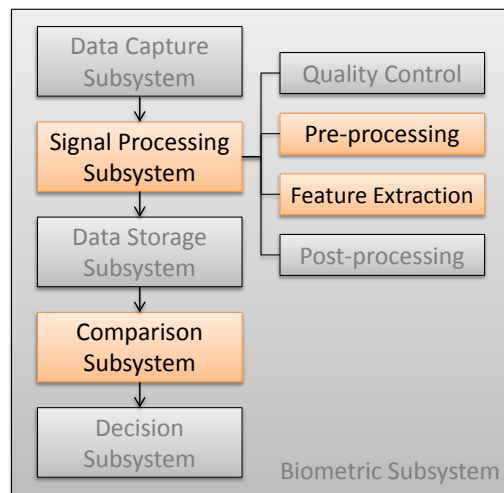 Data Capture
Subsystem
Quality Control
Signal Processing
Subsystem
Pre-processing
Feature Extraction
Data Storage
Subsystem
Post-processing
Comparison
Subsystem
Decision
Subsystem
Biometric Subsystem